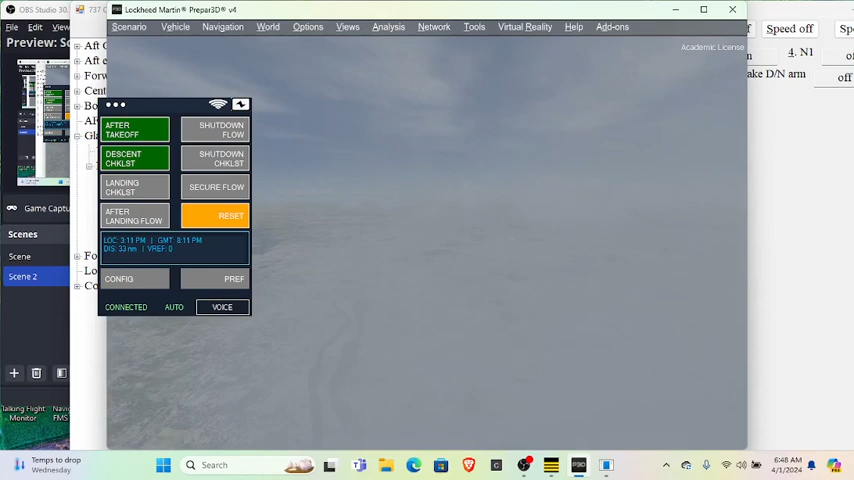 OBS Studio 30.
737 C
Lockheed Martin® Prepar3D® v4
File
Edit
View
Scenario
Vehicle
Navigation
World
Options
Views
Analysis
Network
Tools
Virtual Reality
Help
Add-ons
Speed off
Preview: Sc
Academic License
4. N1
Aft e
Forw
Cent
ake D/N arm
off
AFTER
TAKEOFF
SHUTDOWN
FLOW
DESCENT
CHKLST
SHUTDOWN
CHKLST
LANDING
CHKLST
SECURE FLOW
AFTER
LANDING FLOW
RESET
LOC: 3:11 PM | GMT: 8:11 PM
DIS: 33 nm | VREF: 0
CONFIG
PREF
CONNECTED
AUTO
VOICE
Game Captu
Scenes
Scene
Scene 2
Talking Flight
Monitor
Navi
FMS
Temps to drop
Wednesday
Search
P3D
6:48 AM
4/1/2024